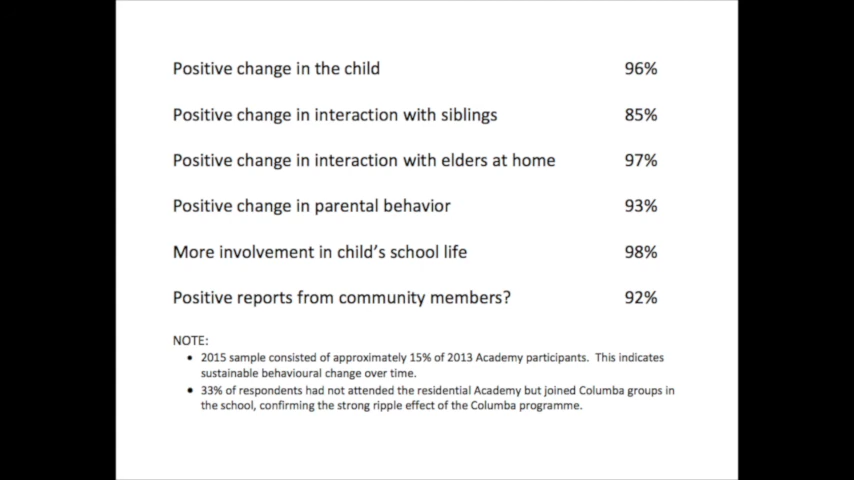 Positive change in the child 96%
Positive change in interaction with siblings 85%
Positive change in interaction with elders at home 97%
Positive change in parental behavior 93%
More involvement in child's school life 98%
Positive reports from community members? 92%
NOTE:
• 2015 sample consisted of approximately 15% of 2013 Academy participants. This indicates
sustainable behavioural change over time.
• 33% of respondents had not attended the residential Academy but joined Columba groups in
the school, confirming the strong ripple effect of the Columba programme.